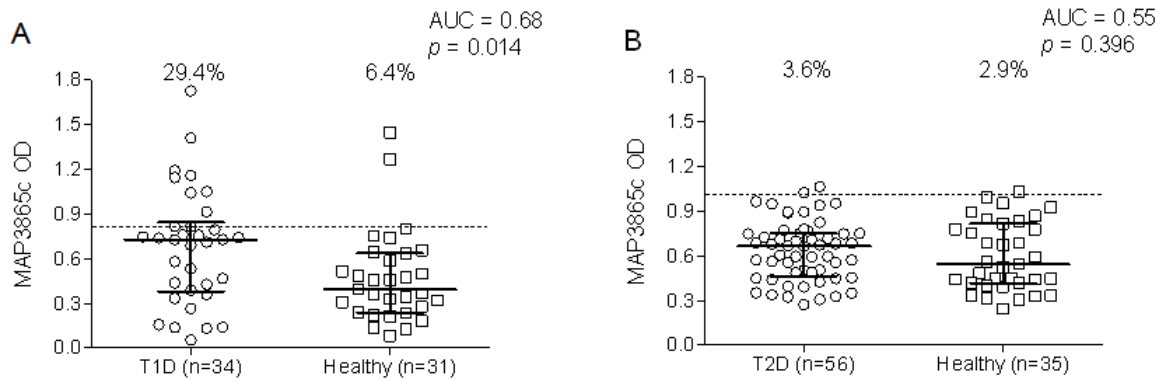 A
AUC = 0.68
p = 0.014
29.4%
6.4%
MAP3865c OD
1.8
1.5
1.2
0.9
0.6
0.3
0.0
T1D (n=34)
Healthy (n=31)
B
AUC = 0.55
p = 0.396
3.6%
2.9%
MAP3865c OD
1.8
1.5
1.2
0.9
0.6
0.3
0.0
T2D (n=56)
Healthy (n=35)